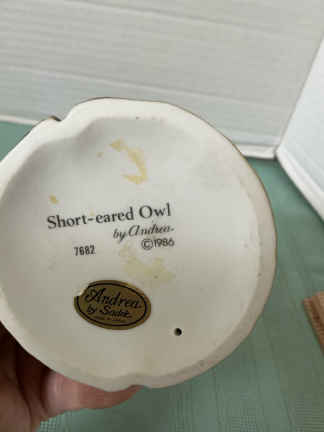 Short-eared Owl
by Andrea
©1986
7682
Andrea
by Sadek